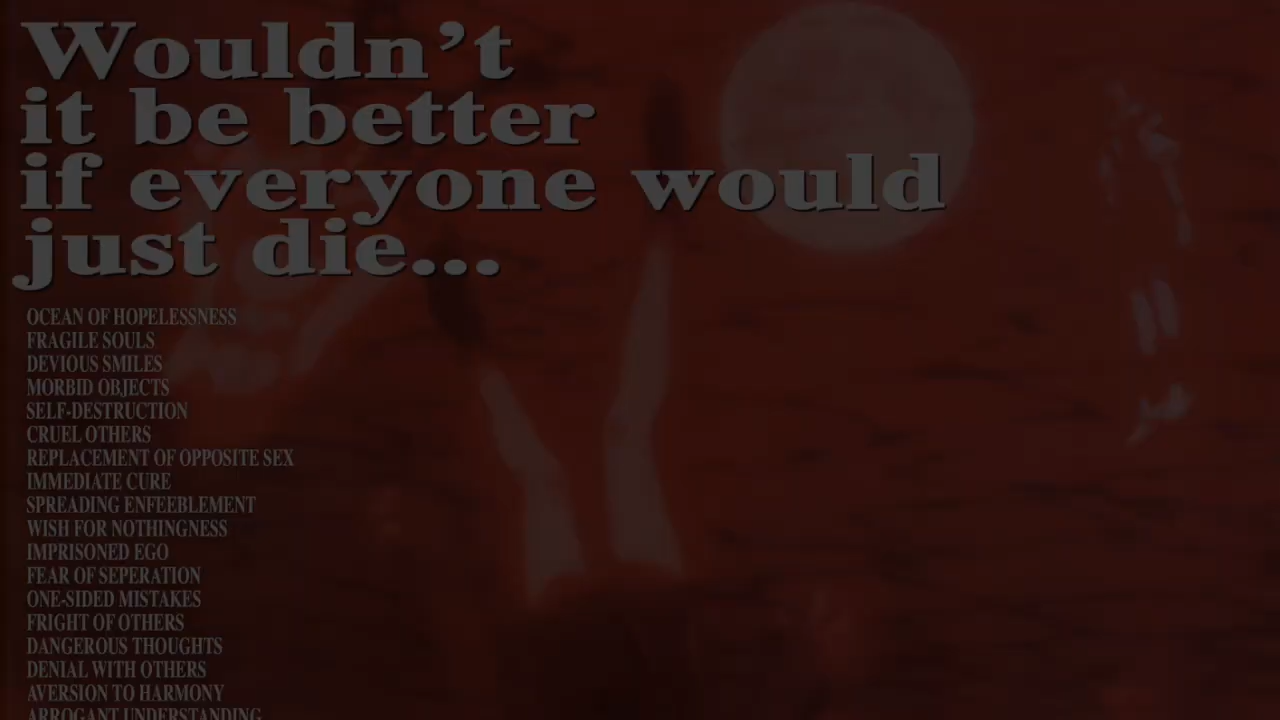 Wouldn’t
it be better
if everyone would
just die...
OCEAN OF HOPELESSNESS
FRAGILE SOULS
DEVIOUS SMILES
MORBID OBJECTS
SELF-DESTRUCTION
CRUEL OTHERS
REPLACEMENT OF OPPOSITE SEX
IMMEDIATE CURE
SPREADING ENFEEBLEMENT
WISH FOR NOTHINGNESS
IMPRISONED EGO
FEAR OF SEPERATION
ONE-SIDED MISTAKES
FRIGHT OF OTHERS
DANGEROUS THOUGHTS
DENIAL WITH OTHERS
AVERSION TO HARMONY
ARROGANT UNDERSTANDING